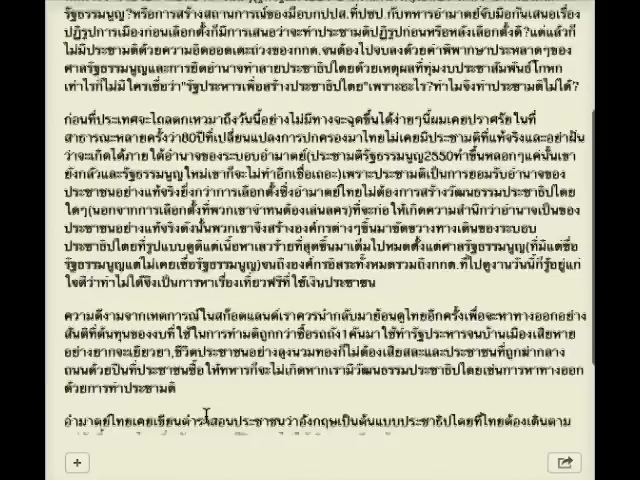 รัฐธรรมนูญ?หรือการสร้างสถานการณ์ของม็อบกปปส.ที่ปชป.กับทหารอำมาตย์จับมือกันเสนอเรื่อง
ปฏิรูปการเมืองก่อนเลือกตั้งก็มีการเสนอว่าจะทำประชามติปฏิรูปก่อนหรือหลังเลือกตั้งดี?แต่แล้วก็
ไม่มีประชามติด้วยความอิดออดเตะถ่วงของกกต.จนต้องไปจบลงด้วยคำพิพากษาประหลาดๆของ
ศาลรัฐธรรมนูญและการยึดอำนาจทำลายประชาธิปไตยด้วยเหตุผลที่ทุ่มงบประชาสัมพันธ์โกหก
เท่าไรก็ไม่มีใครเชื่อว่า"รัฐประหารเพื่อสร้างประชาธิปไตย"เพราะอะไร?ทำไมจึงทำประชามติไม่ได้?
ก่อนที่ประเทศจะไถลตกเหวมาถึงวันนี้อย่างไม่มีทางจะฉุดขึ้นได้ง่ายๆนี้ผมเคยปราศรัยในที่
สาธารณะหลายครั้งว่า80ปีที่เปลี่ยนแปลงการปกครองมาไทยไม่เคยมีประชามติที่แท้จริงและอย่าฝัน
ว่าจะเกิดได้ภายใต้อำนาจของระบอบอำมาตย์(ประชามติรัฐธรรมนูญ2550ทำขึ้นหลอกๆแค่นั้นเขา
ยังกลัวและรัฐธรรมนูญใหม่เขาก็จะไม่ทำอีกเชื่อเถอะ)เพราะประชามติเป็นการยอมรับอำนาจของ
ประชาชนอย่างแท้จริงยิ่งกว่าการเลือกตั้งซึ่งอำมาตย์ไทยไม่ต้องการสร้างวัฒนธรรมประชาธิปไตย
ใดๆ(นอกจากการเลือกตั้งที่พวกเขาจำทนต้องเล่นละคร)ที่จะก่อให้เกิดความสำนึกว่าอำนาจเป็นของ
ประชาชนอย่างแท้จริงดังนั้นพวกเขาจึงสร้างองค์กรต่างๆขึ้นมาขัดขวางทางเดินของระบอบ
ประชาธิปไตยที่รูปแบบดูดีแต่เนื้อหาเลวร้ายที่สุดขึ้นมาเต็มไปหมดตั้งแต่ศาลรัฐธรรมนูญ(ที่มีแต่ชื่อ
รัฐธรรมนูญแต่ไม่เคยเชื่อรัฐธรรมนูญ)จนถึงองค์กรอิสระทั้งหมดรวมถึงกกต.ที่ไปดูงานวันนี้ก็รู้อยู่แก่
ใจดีว่าทำไม่ได้จึงเป็นการหาเรื่องเที่ยวฟรีที่ใช้เงินประชาชน
ความดีงามจากเหตุการณ์ในสก็อตแลนด์เราควรนำกลับมาย้อนดูไทยอีกครั้งเพื่อจะหาทางออกอย่าง
สันติที่ต้นทุนของงบที่ใช้ในการทำมติถูกกว่าซื้อรถถัง1คันมาใช้ทำรัฐประหารจนบ้านเมืองเสียหาย
อย่างยากจะเยียวยา,ชีวิตประชาชนอย่างลุงนวมทองก็ไม่ต้องเสียสละและประชาชนที่ถูกฆ่ากลาง
ถนนด้วยปืนที่ประชาชนซื้อให้ทหารก็จะไม่เกิดหากเรามีวัฒนธรรมประชาธิปไตยเช่นการหาทางออก
ด้วยการทำประชามติ
อำมาตย์ไทยเคยเขียนตำราสอนประชาชนว่าอังกฤษเป็นต้นแบบประชาธิปไตยที่ไทยต้องเดินตาม